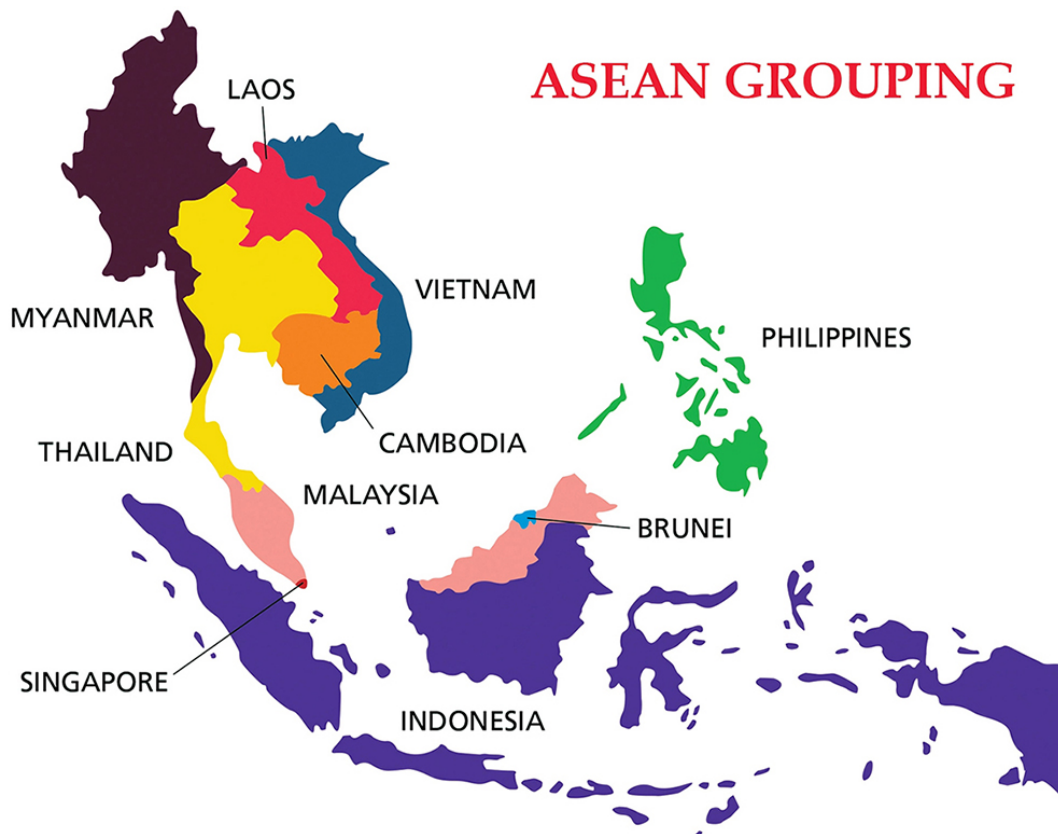 ASEAN GROUPING
LAOS
VIETNAM
MYANMAR
PHILIPPINES
THAILAND
CAMBODIA
MALAYSIA
BRUNEI
SINGAPORE
INDONESIA